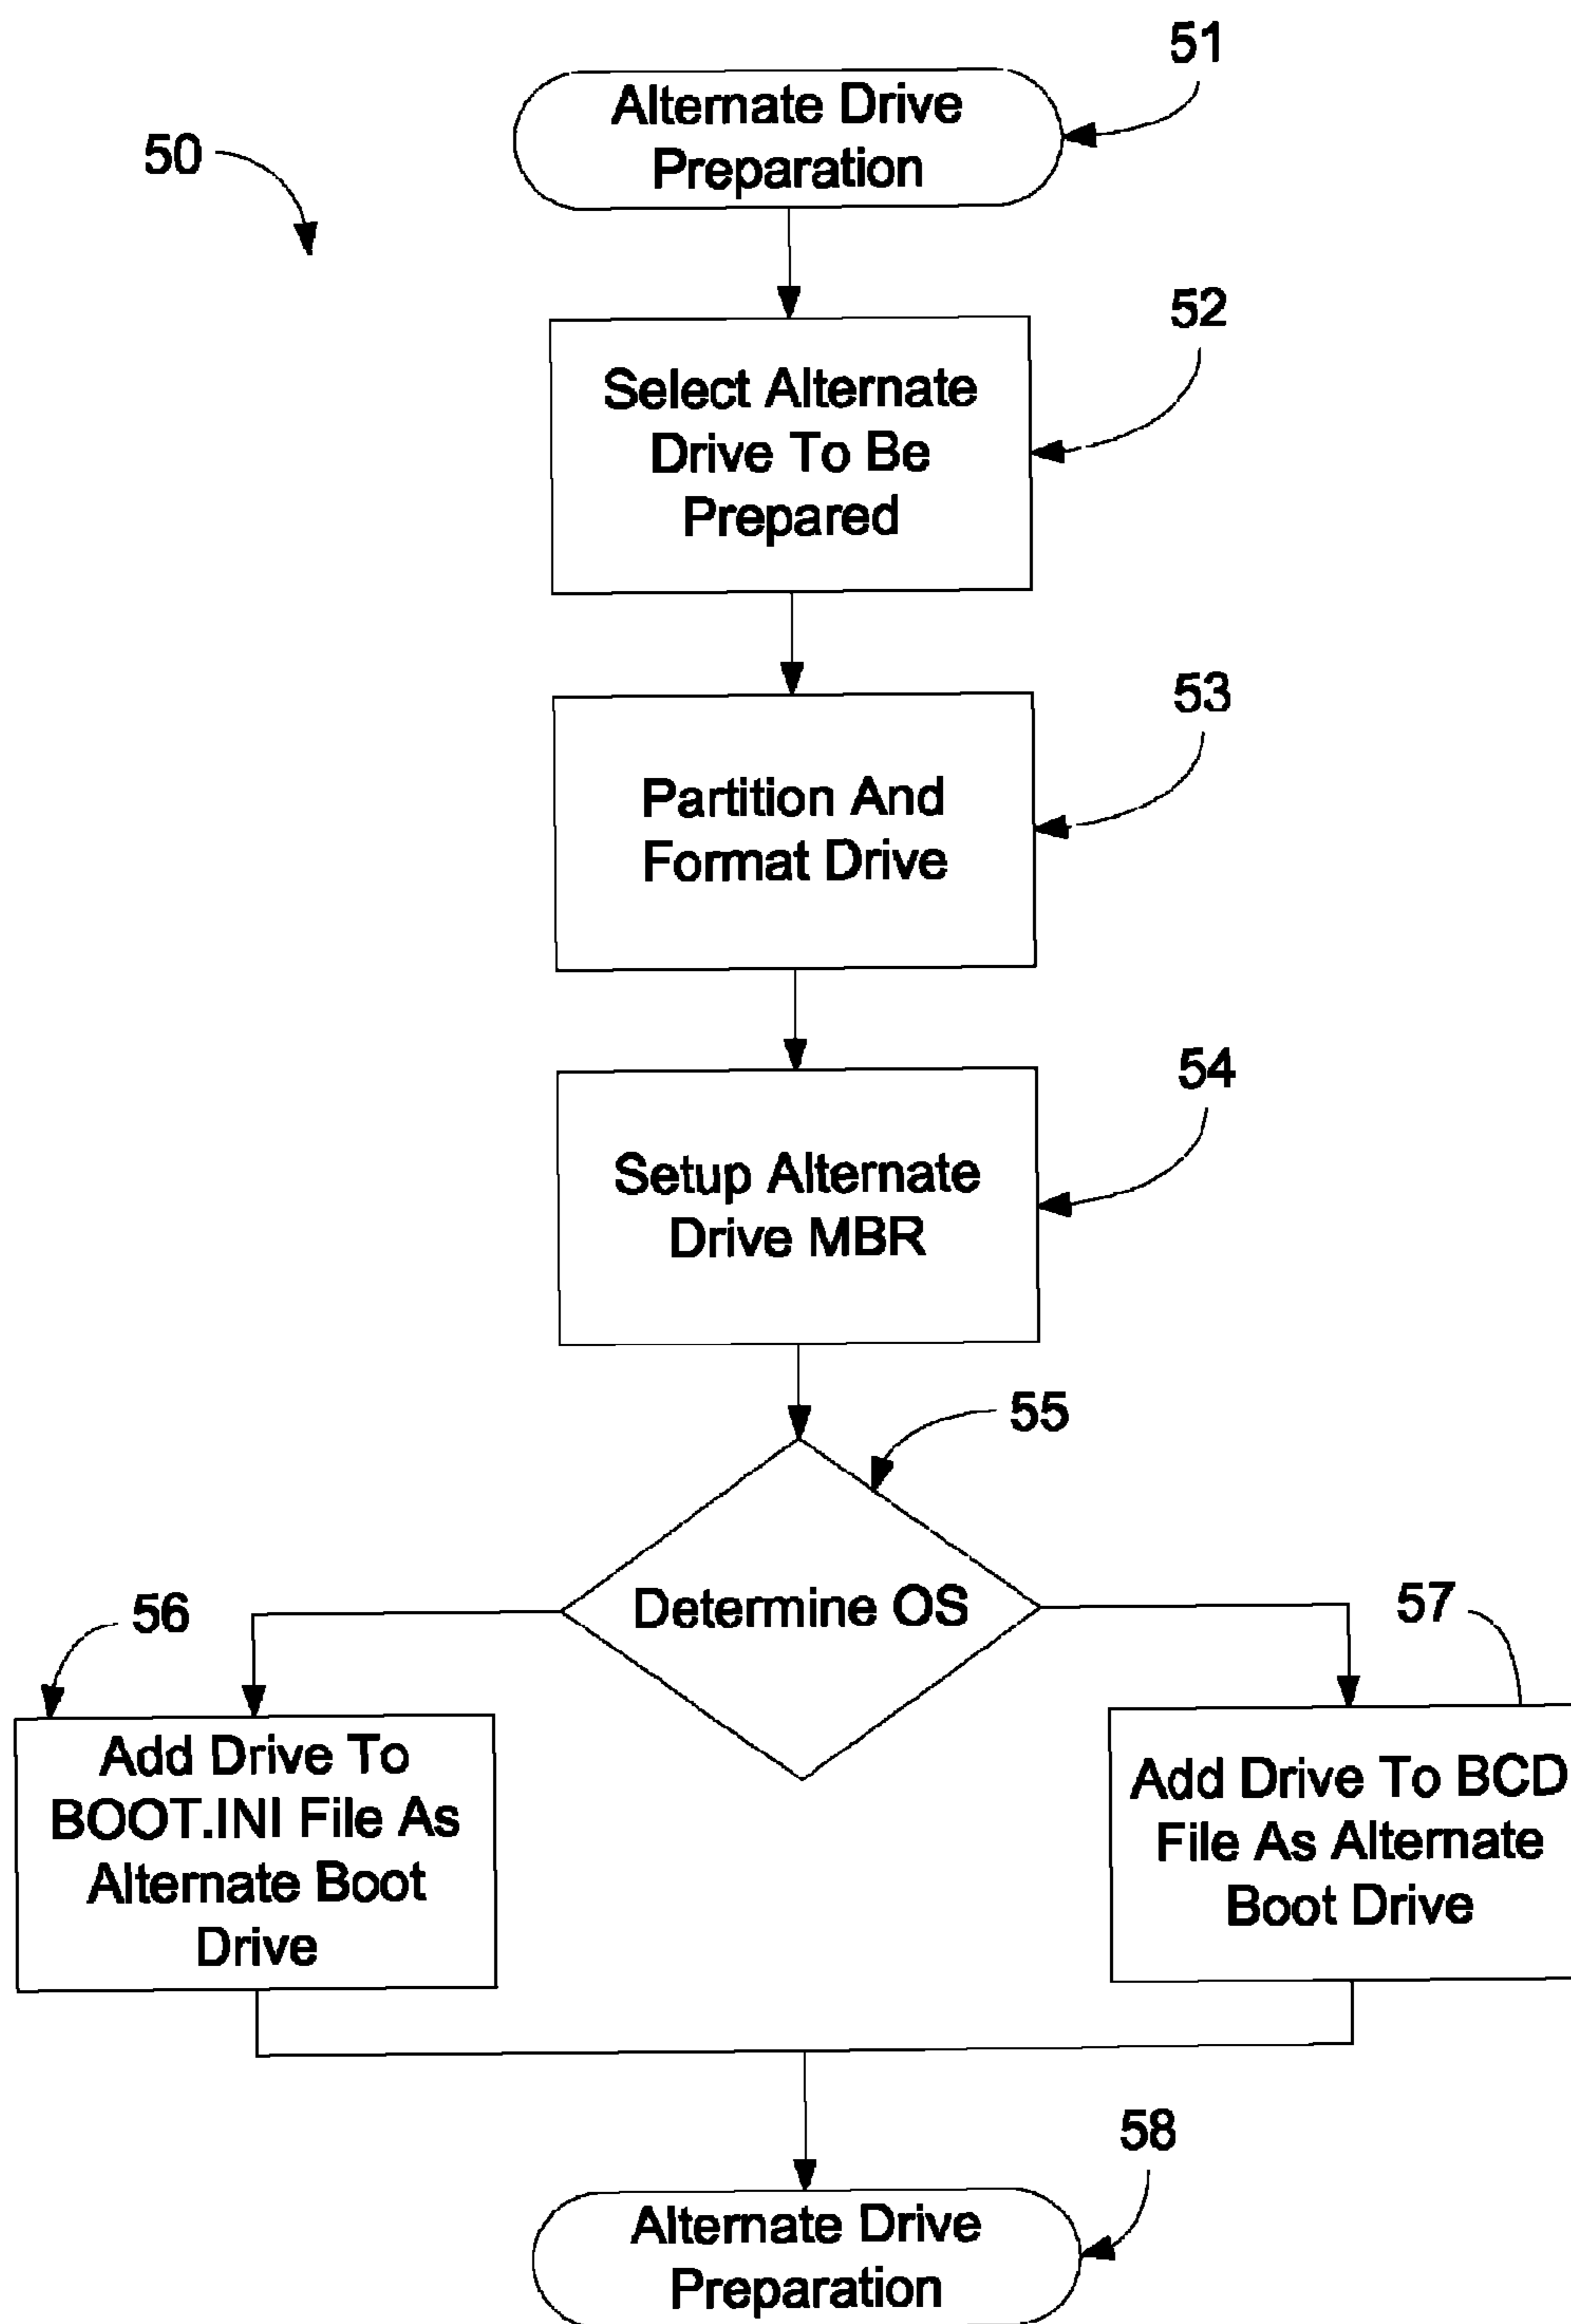 51
Alternate Drive
Preparation
50
52
Select Alternate
Drive To Be
Prepared
53
Partition And
Format Drive
54
Setup Alternate
Drive MBR
55
Determine OS
56
57
Add Drive To
BOOT.INI File As
Alternate Boot
Drive
Add Drive To BCD
File As Alternate
Boot Drive
58
Alternate Drive
Preparation